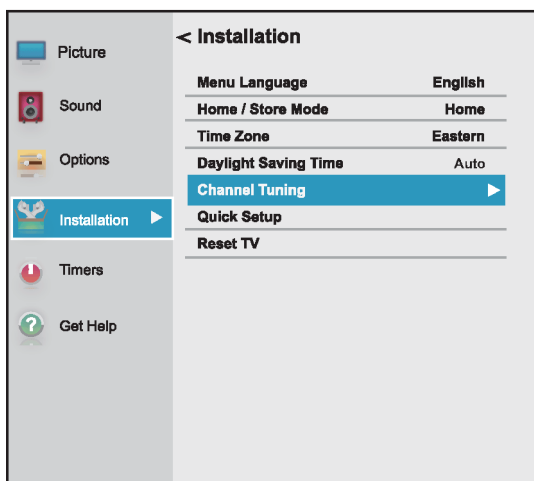 Picture
Sound
Options
Installation
Timers
Get Help
< Installation
Menu Language English
Home / Store Mode Home
Time Zone Eastern
Daylight Saving Time Auto
Channel Tuning
Quick Setup
Reset TV